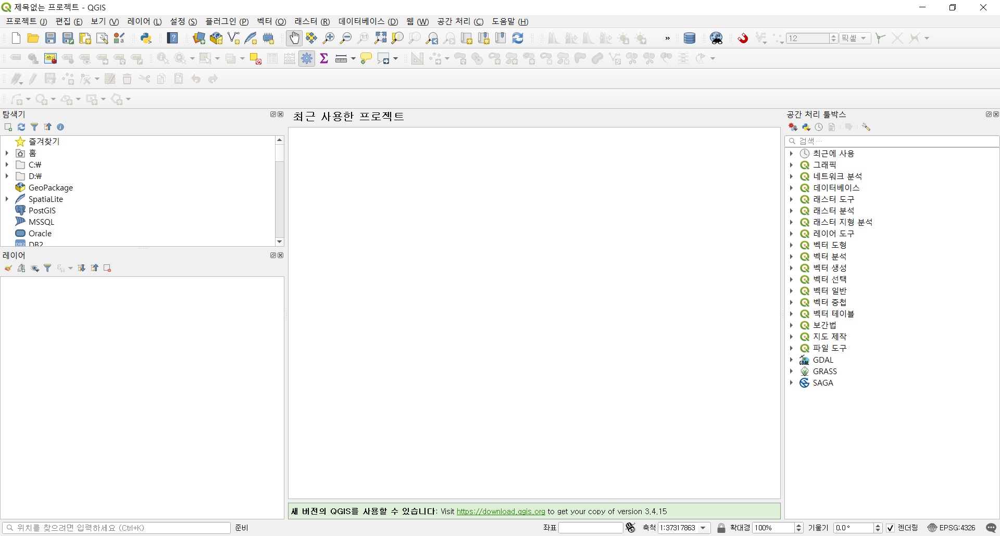 제목없는 프로젝트 - QGIS
프로젝트 (J) 편집 (E) 보기 (V) 레이어 (L) 설정 (S) 플러그인 (P) 벡터 (O) 래스터 (R) 데이터베이스 (D) 웹 (W) 공간 처리 (C) 도움말 (H)
12 픽셀
탐색기
즐겨찾기
홈
C:₩
D:₩
GeoPackage
SpatiaLite
PostGIS
MSSQL
Oracle
DB2
레이어
최근 사용한 프로젝트
새 버전의 QGIS를 사용할 수 있습니다: Visit https://download.qgis.org to get your copy of version 3.4.15
공간 처리 툴박스
검색…
최근에 사용
그래픽
네트워크 분석
데이터베이스
래스터 도구
래스터 분석
래스터 지형 분석
레이어 도구
벡터 도형
벡터 분석
벡터 생성
벡터 선택
벡터 일반
벡터 중첩
벡터 테이블
보간법
지도 제작
파일 도구
GDAL
GRASS
SAGA
위치를 찾으려면 입력하세요 (Ctrl+K) 준비 좌표 축척 1:37317863 확대경 100% 기울기 0.0 ° 렌더링 EPSG:4326